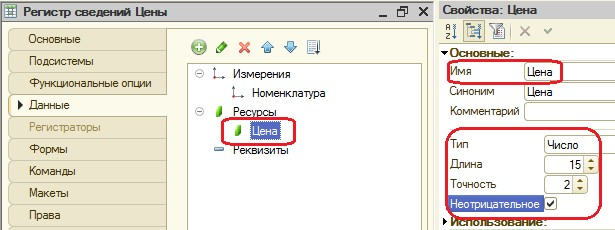 Регистр сведений Цены
Основные
Подсистемы
Функциональные опции
Данные
Регистраторы
Формы
Команды
Макеты
Права
Измерения
Номенклатура
Ресурсы
Цена
Реквизиты
Свойства: Цена
Основные:
Имя Цена
Синоним Цена
Комментарий
Тип Число
Длина 15
Точность 2
Неотрицательное
Использование: